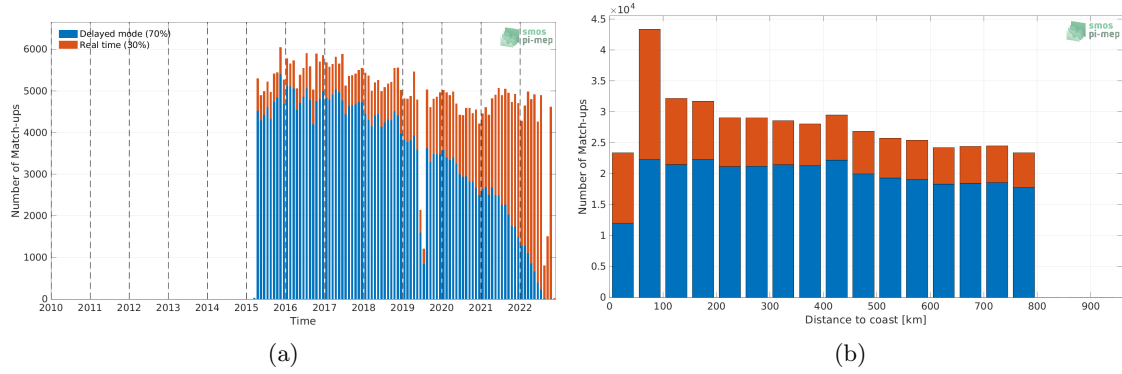 Delayed mode (70%)
Real time (30%)
smos
pi-mep
6000
5000
4000
3000
2000
1000
0
Number of Match-ups
2010 2011 2012 2013 2014 2015 2016 2017 2018 2019 2020 2021 2022
Time
(a)
×10⁴
smos
pi-mep
4.5
4
3.5
3
2.5
2
1.5
1
0.5
0
Number of Match-ups
0 100 200 300 400 500 600 700 800 900
Distance to coast [km]
(b)